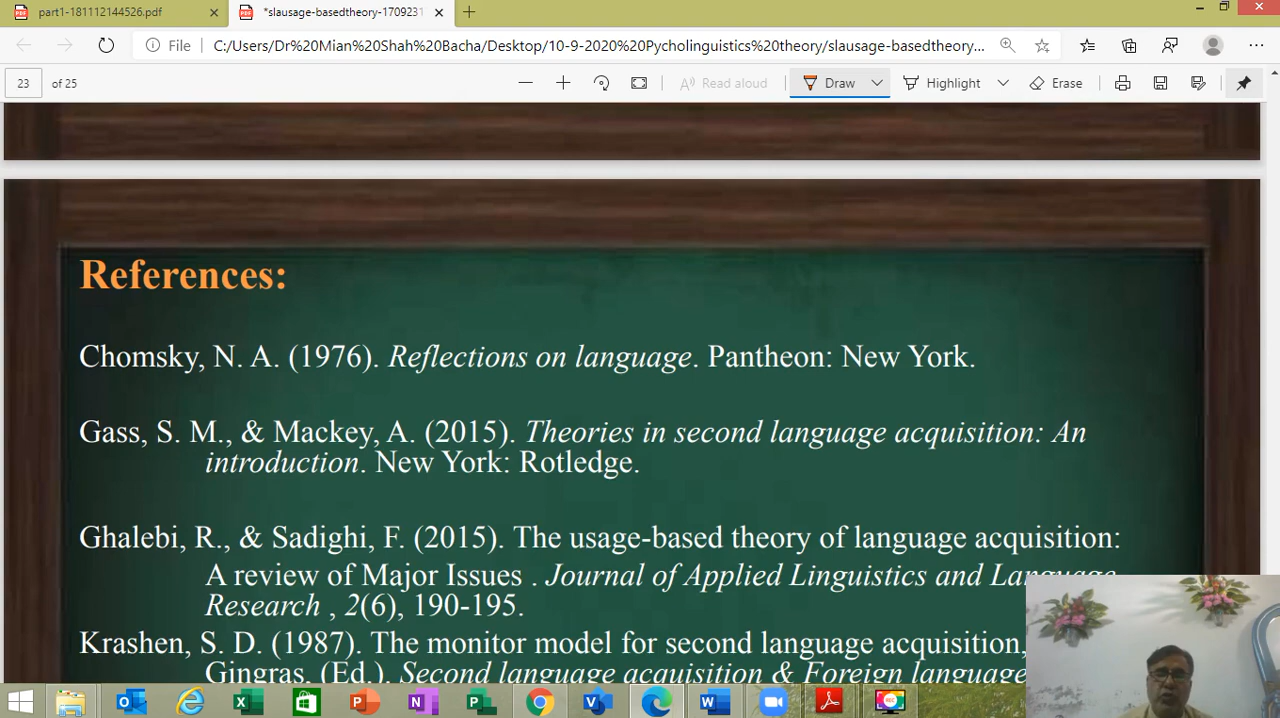 part1-181112144526.pdf
*slausage-basedtheory-1709231
File
C:/Users/Dr%20Mian%20Shah%20Bacha/Desktop/10-9-2020%20Pycholinguistics%20theory/slausage-basedtheory...
23 of 25
Read aloud
Draw
Highlight
Erase
References:
Chomsky, N. A. (1976). Reflections on language. Pantheon: New York.
Gass, S. M., & Mackey, A. (2015). Theories in second language acquisition: An
introduction. New York: Rotledge.
Ghalebi, R., & Sadighi, F. (2015). The usage-based theory of language acquisition:
A review of Major Issues . Journal of Applied Linguistics and Language
Research , 2(6), 190-195.
Krashen, S. D. (1987). The monitor model for second language acquisition,
Gingras, (Ed.). Second language acquisition & Foreign language